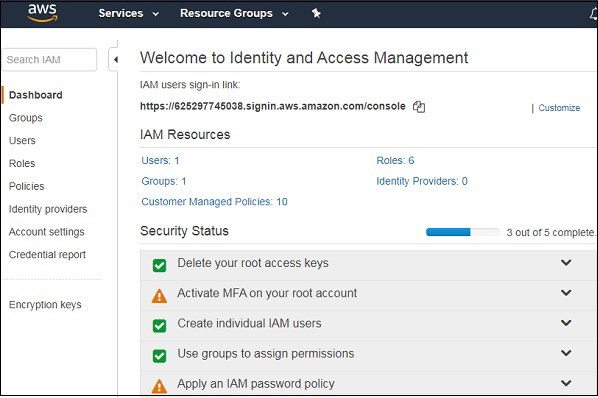 aws
Services Resource Groups
Search IAM
Dashboard
Groups
Users
Roles
Policies
Identity providers
Account settings
Credential report
Encryption keys
Welcome to Identity and Access Management
IAM users sign-in link:
https://625297745038.signin.aws.amazon.com/console | Customize
IAM Resources
Users: 1 Roles: 6
Groups: 1 Identity Providers: 0
Customer Managed Policies: 10
Security Status 3 out of 5 complete.
Delete your root access keys
Activate MFA on your root account
Create individual IAM users
Use groups to assign permissions
Apply an IAM password policy